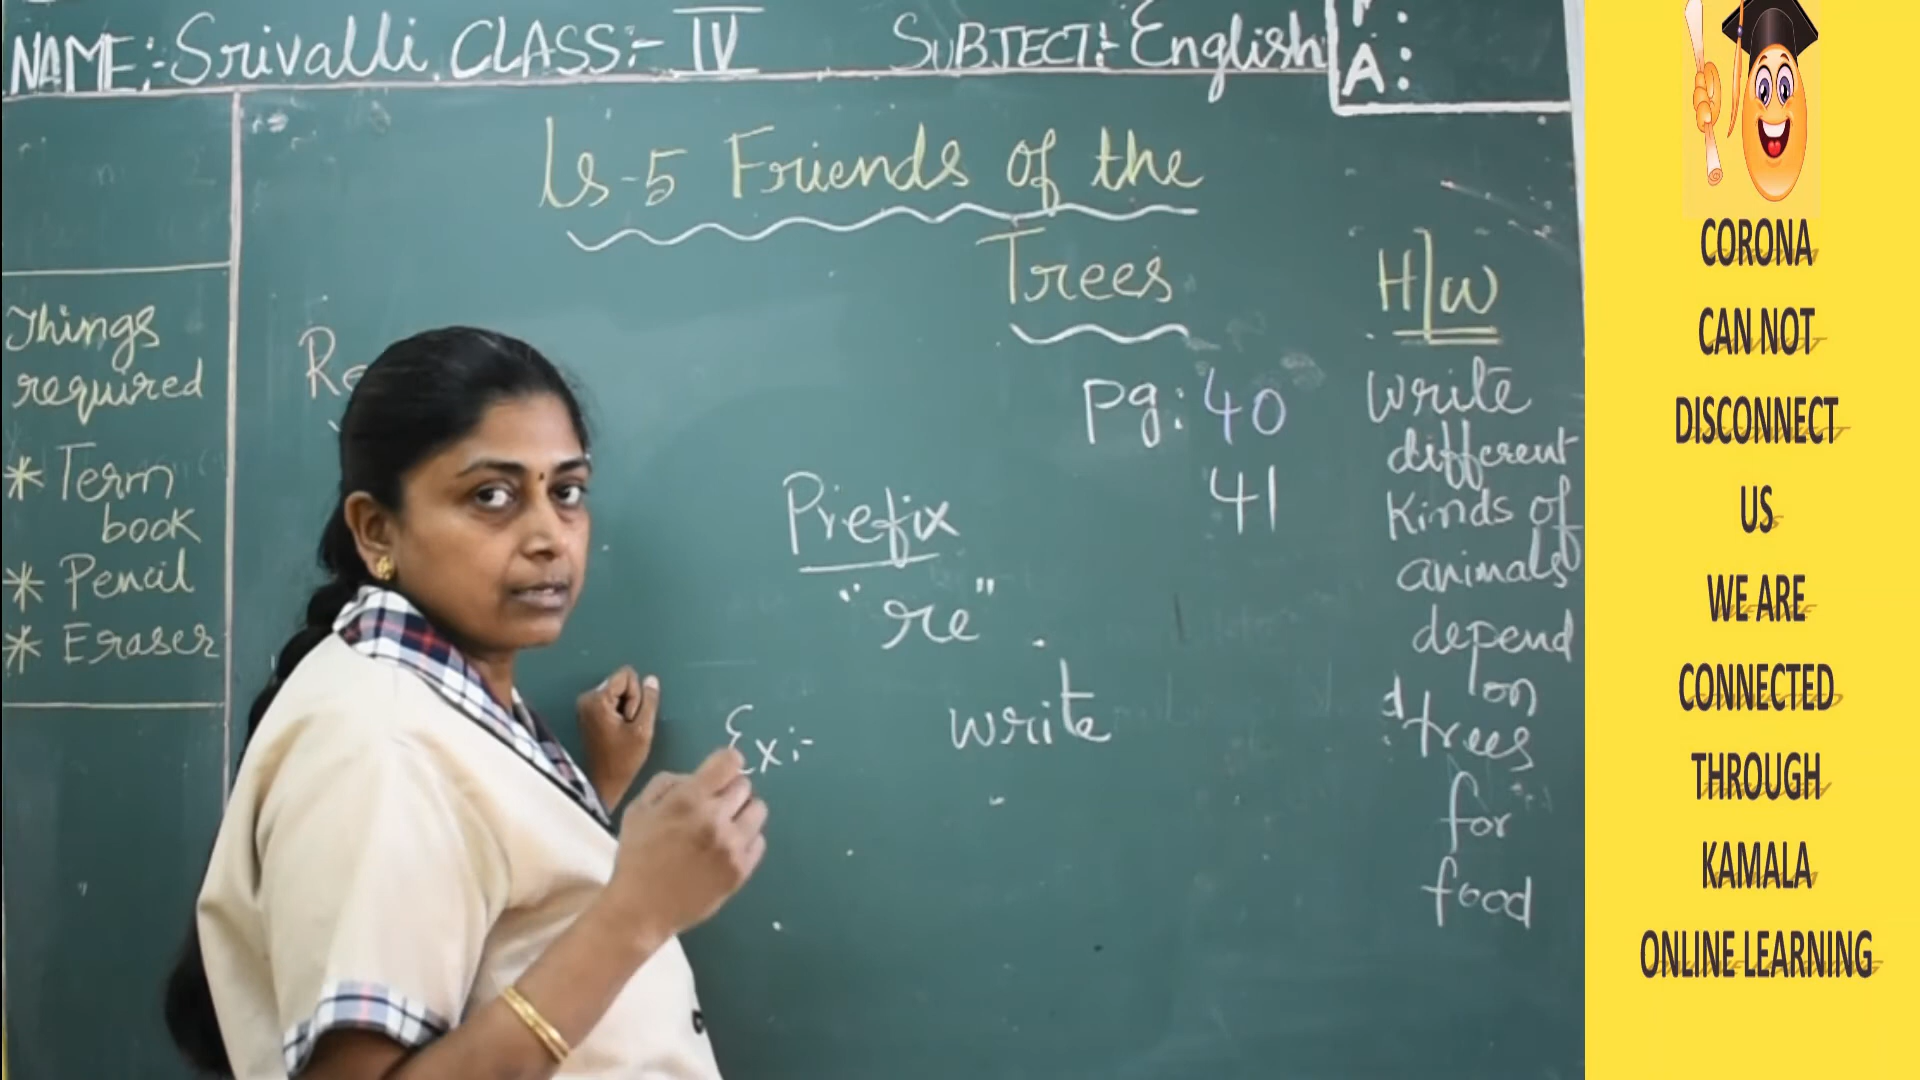 NAME:- Srivalli CLASS:- IV SUBJECT:- English
A:
Ls-5 Friends of the
Trees
Things
required
* Term
book
* Pencil
* Eraser
Pg: 40
41
Prefix
"re"
Ex:- write
H/W
write
different
kinds of
animals
depend
on
trees
for
food
CORONA
CAN NOT
DISCONNECT
US
WE ARE
CONNECTED
THROUGH
KAMALA
ONLINE LEARNING